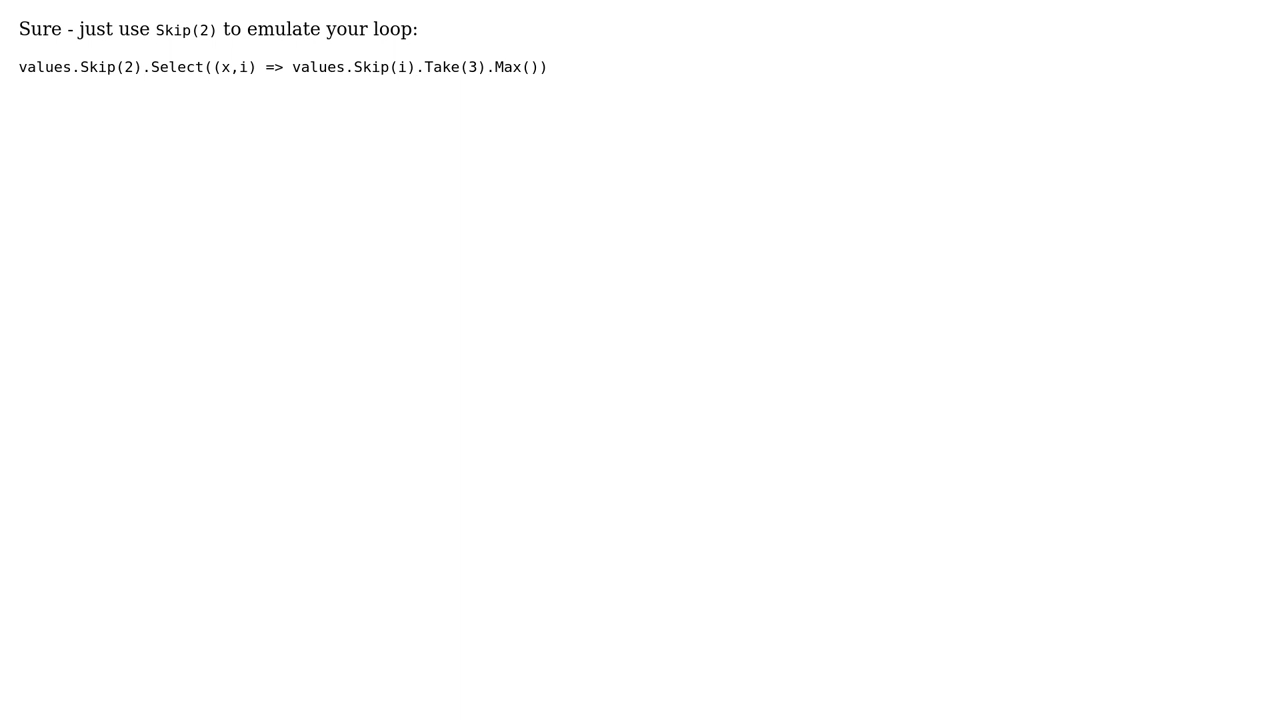 Sure - just use Skip(2) to emulate your loop:
values.Skip(2).Select((x,i) => values.Skip(i).Take(3).Max())